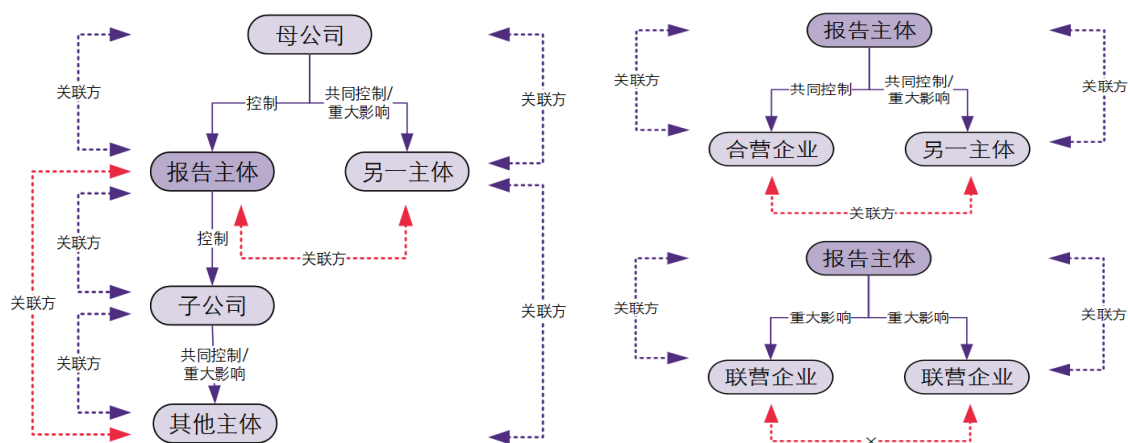 母公司
关联方
控制
共同控制/
重大影响
关联方
报告主体
另一主体
关联方
控制
关联方
关联方
子公司
关联方
关联方
共同控制/
重大影响
其他主体
报告主体
关联方
共同控制
共同控制/
重大影响
关联方
合营企业
另一主体
关联方
报告主体
关联方
重大影响
重大影响
关联方
联营企业
联营企业
×